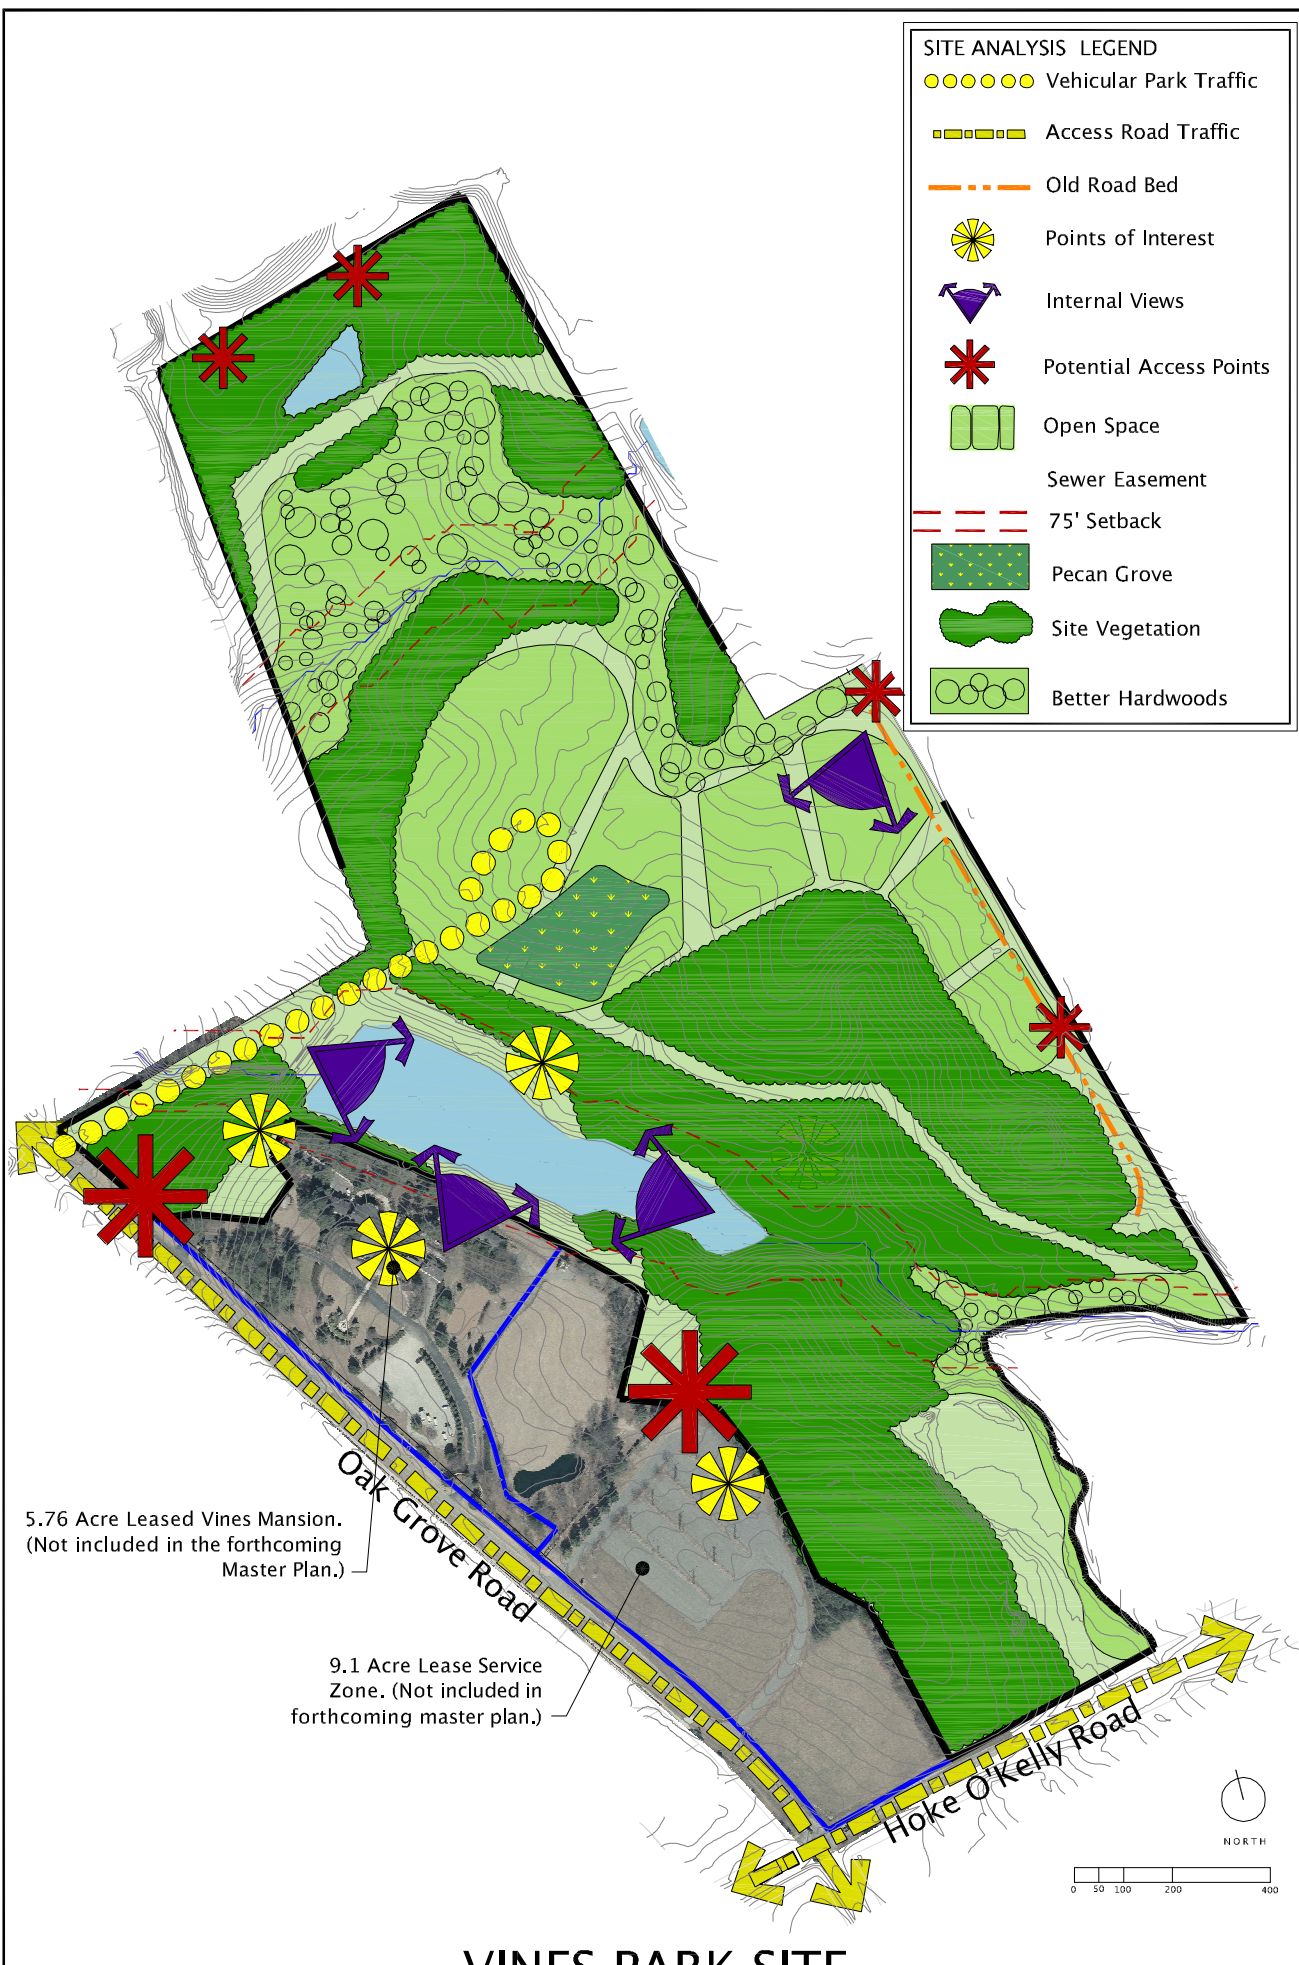 SITE ANALYSIS LEGEND
Vehicular Park Traffic
Access Road Traffic
Old Road Bed
Points of Interest
Internal Views
Potential Access Points
Open Space
Sewer Easement
75' Setback
Pecan Grove
Site Vegetation
Better Hardwoods
Oak Grove Road
5.76 Acre Leased Vines Mansion.
(Not included in the forthcoming
Master Plan.)
9.1 Acre Lease Service
Zone. (Not included in
forthcoming master plan.)
Hoke O'Kelly Road
NORTH
0 50 100 200 400
VINES PARK SITE